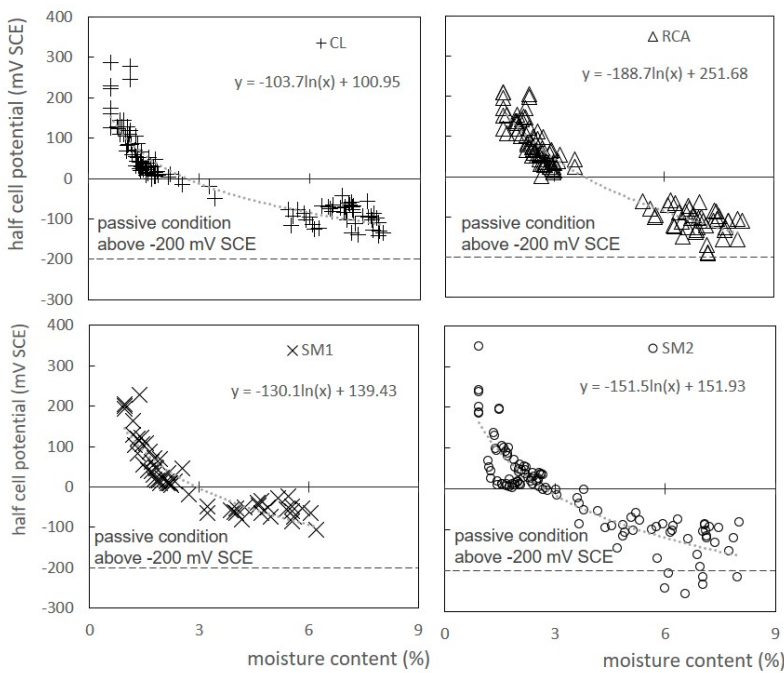 400
300
200
100
0
-100
-200
-300
half cell potential (mV SCE)
CL
y = -103.7ln(x) + 100.95
passive condition
above -200 mV SCE
RCA
y = -188.7ln(x) + 251.68
passive condition
above -200 mV SCE
400
300
200
100
0
-100
-200
-300
half cell potential (mV SCE)
SM1
y = -130.1ln(x) + 139.43
passive condition
above -200 mV SCE
0 3 6
moisture content (%)
SM2
y = -151.5ln(x) + 151.93
passive condition
above -200 mV SCE
0 3 6 9
moisture content (%)